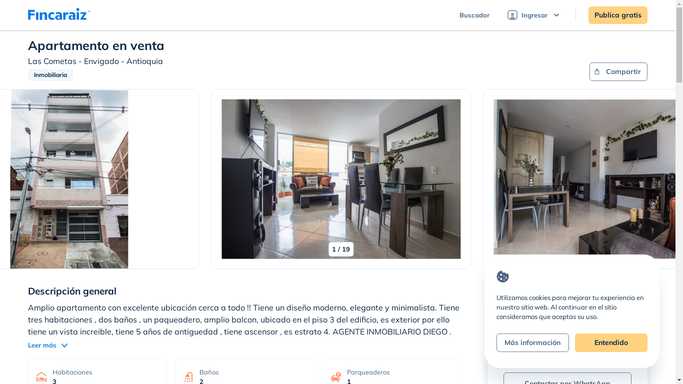 Fincaraiz
Buscador
Ingresar
Publica gratis
Apartamento en venta
Las Cometas - Envigado - Antioquia
Inmobiliaria
Compartir
1 / 19
Descripción general
Amplio apartamento con excelente ubicación cerca a todo !! Tiene un diseño moderno, elegante y minimalista. Tiene
tres habitaciones , dos baños , un paqueadero, amplio balcon, ubicado en el piso 3 del edificio, es exterior por ello
tiene un vista increible, tiene 5 años de antiguedad , tiene ascensor , es estrato 4. AGENTE INMOBILIARIO DIEGO .
Leer más
Habitaciones
3
Baños
2
Parqueaderos
1
Utilizamos cookies para mejorar tu experiencia en
nuestro sitio web. Al continuar en el sitio
consideramos que aceptas su uso.
Más información
Entendido
Contactar por WhatsApp